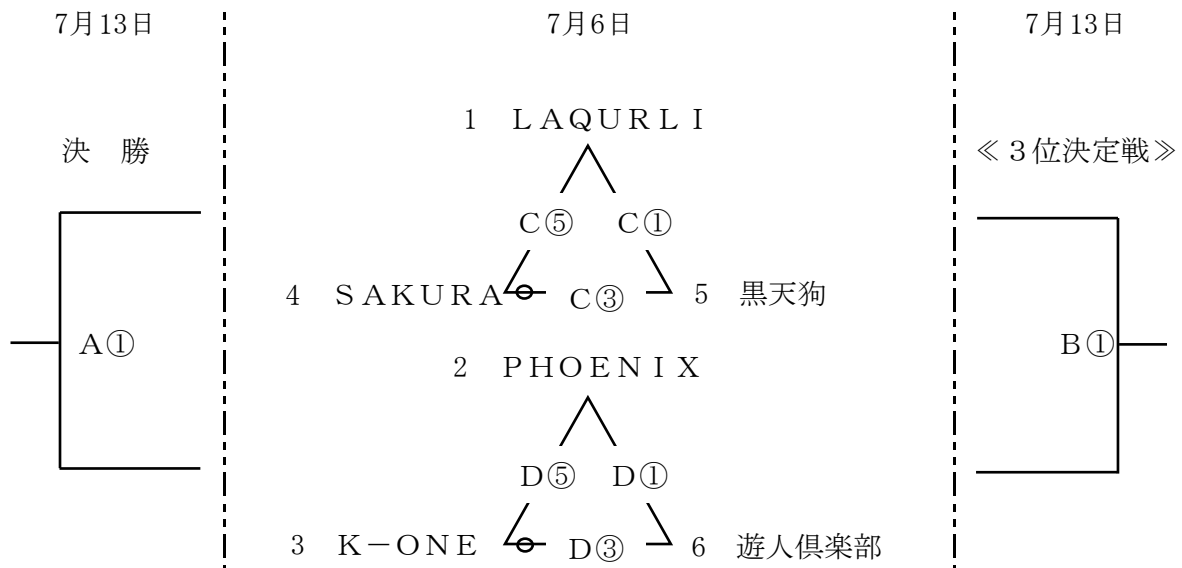 7月13日
7月6日
7月13日
1 ＬＡＱＵＲＬＩ
決 勝
≪３位決定戦≫
C⑤ C①
4 ＳＡＫＵＲＡ
C③
5 黒天狗
A①
B①
2 ＰＨＯＥＮＩＸ
D⑤ D①
3 Ｋ－ＯＮＥ
D③
6 遊人倶楽部